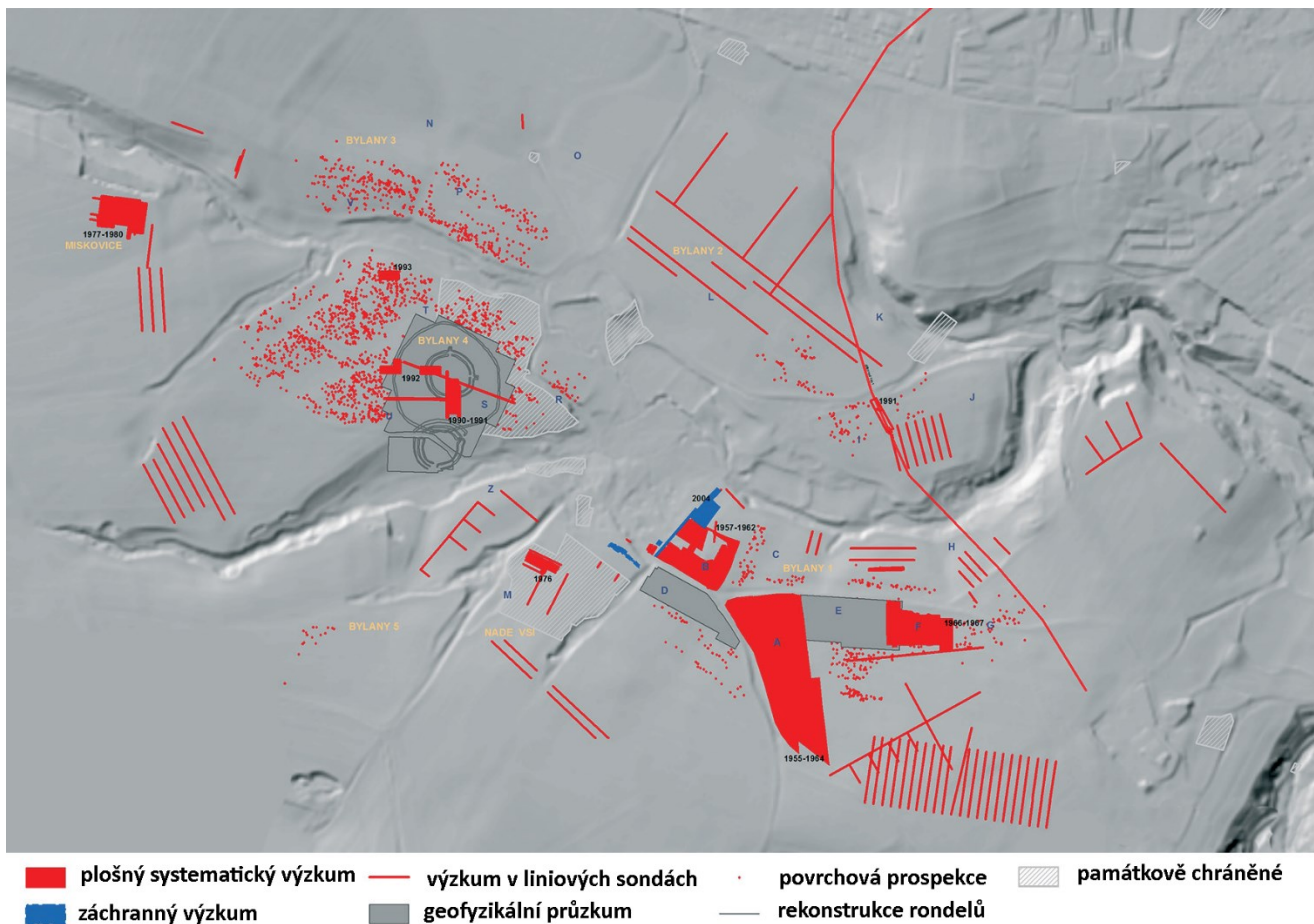 N
BYLANY 3
O
P
Y
1977-1980
MISKOVICE
BYLANY 2
1993
L
T
K
BYLANY 4
1992
S
R
U
1990-1991
J
1991
I
Z
2004
1957-1962
C
H
BYLANY 1
B
1976
M
D
E
BYLANY 5
NADE VSÍ
A
F
1966-1967
G
1955-1964
plošný systematický výzkum
výzkum v liniových sondách
povrchová prospekce
památkově chráněné
záchranný výzkum
geofyzikální průzkum
rekonstrukce rondelů